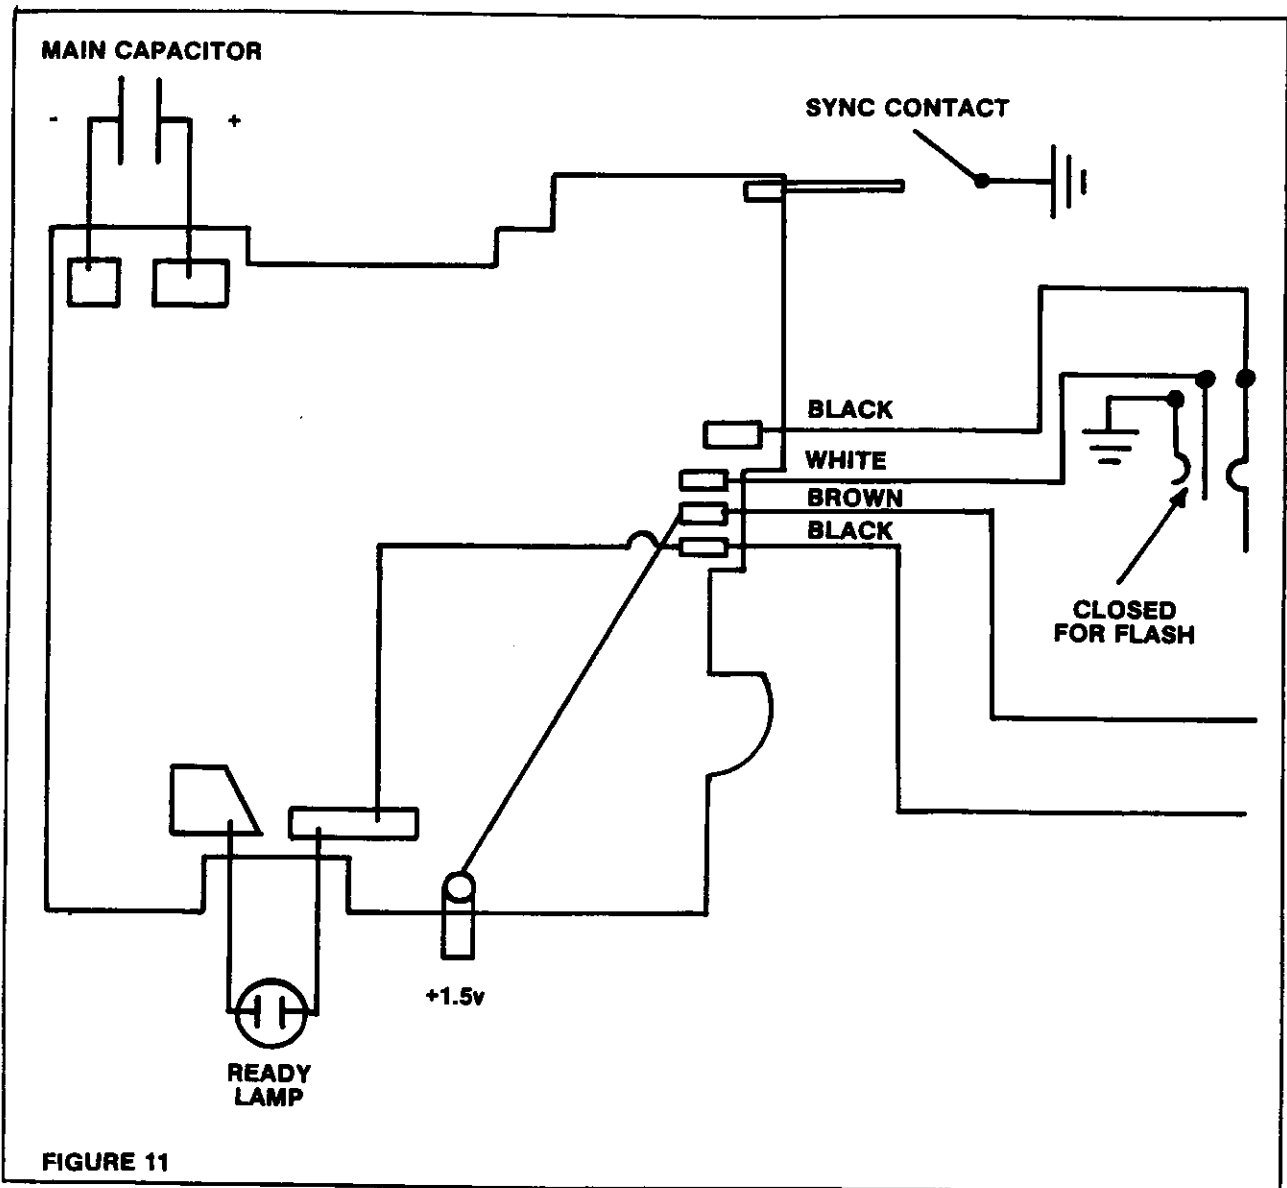 MAIN CAPACITOR
- +
SYNC CONTACT
BLACK
WHITE
BROWN
BLACK
CLOSED
FOR FLASH
+1.5v
READY
LAMP
FIGURE 11